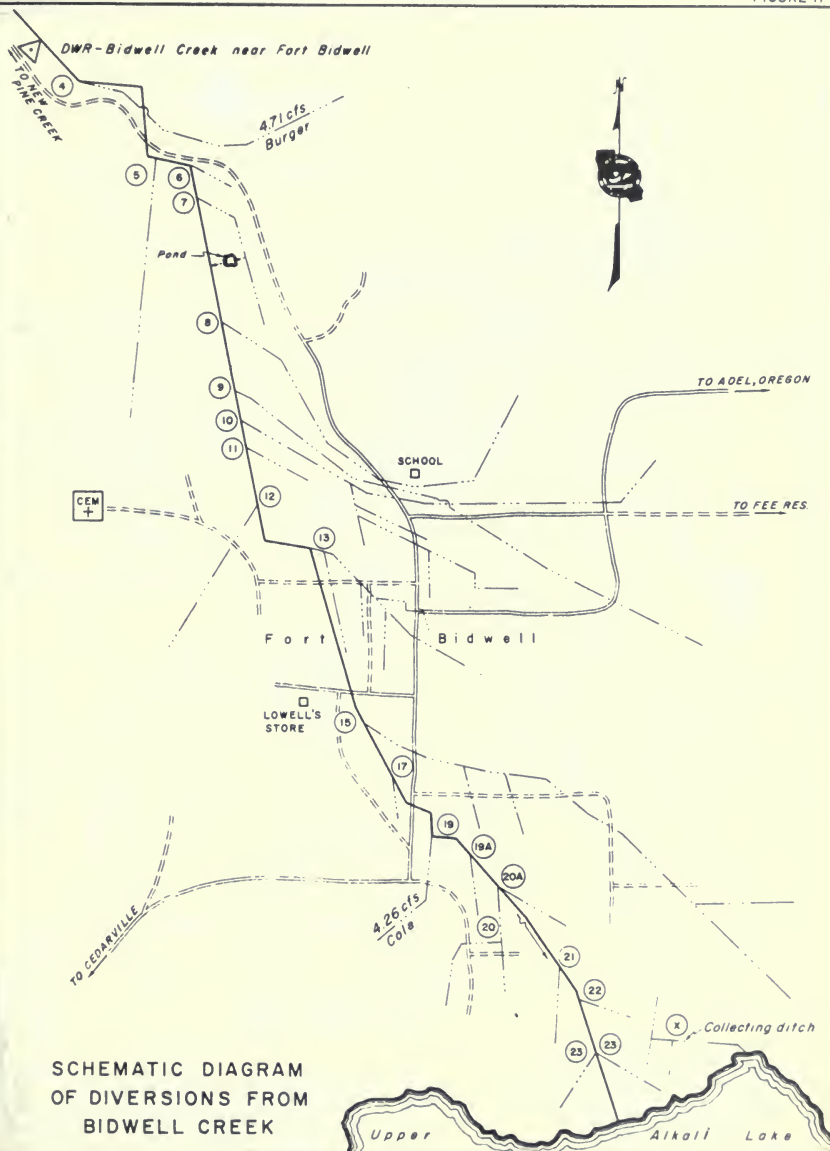 DWR-Bidwell Creek near Fort Bidwell
4
TO NEW
PINE CREEK
4.71 cfs
Burger
N
5
6
7
Pond
8
9
10
11
TO ADEL, OREGON
SCHOOL
CEM
+
12
TO FEE RES.
13
Fort Bidwell
LOWELL'S
STORE
15
17
19
19A
20A
4.26 cfs
Cole
20
TO CEDARVILLE
21
22
X
Collecting ditch
23
23
SCHEMATIC DIAGRAM
OF DIVERSIONS FROM
BIDWELL CREEK
Upper Alkali Lake